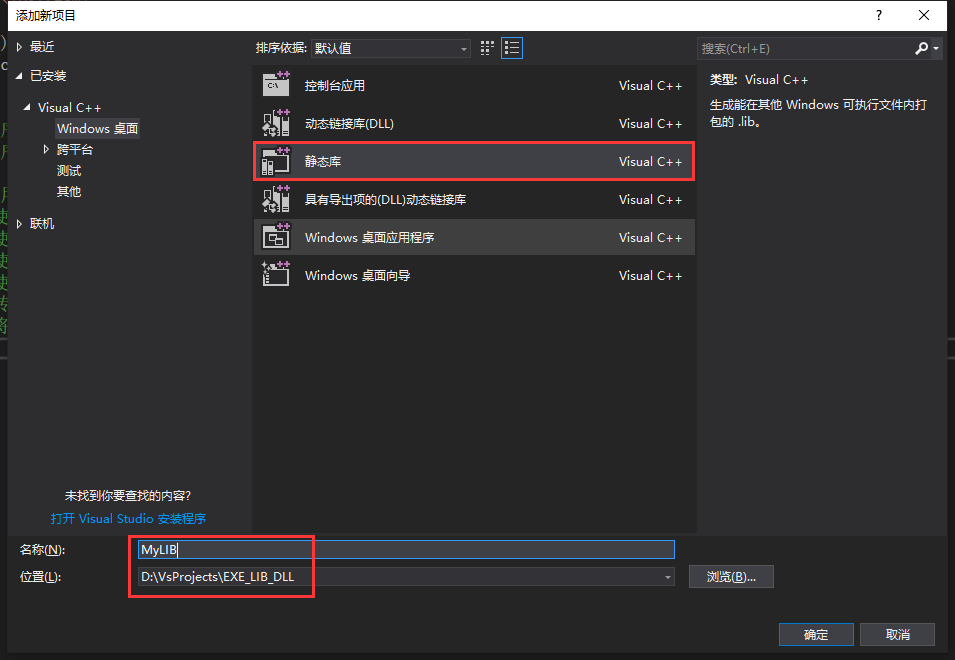 添加新项目
?
最近
已安装
Visual C++
Windows 桌面
跨平台
测试
其他
联机
未找到你要查找的内容?
打开 Visual Studio 安装程序
排序依据: 默认值
控制台应用 Visual C++
动态链接库(DLL) Visual C++
静态库 Visual C++
具有导出项的(DLL)动态链接库 Visual C++
Windows 桌面应用程序 Visual C++
Windows 桌面向导 Visual C++
搜索(Ctrl+E)
类型: Visual C++
生成能在其他 Windows 可执行文件内打
包的 .lib。
名称(N): MyLIB
位置(L): D:\VsProjects\EXE_LIB_DLL
浏览(B)...
确定 取消